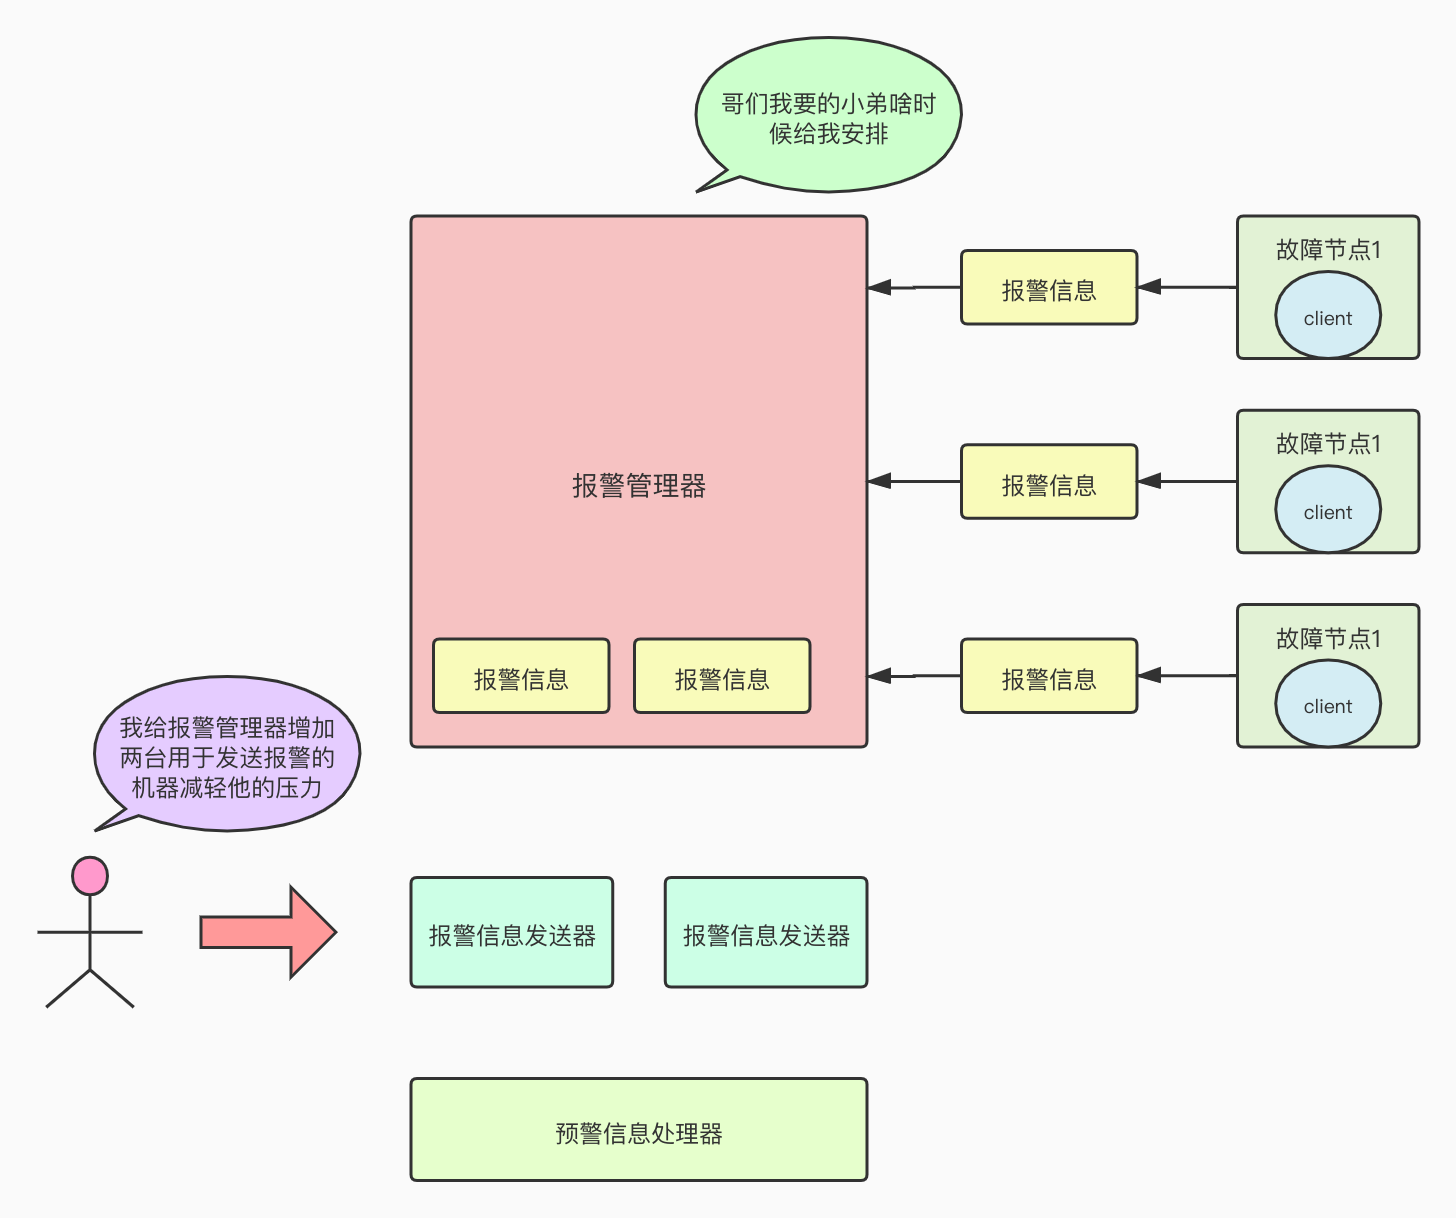 哥们我要的小弟啥时
候给我安排
报警信息
故障节点1
client
报警管理器
报警信息
故障节点1
client
报警信息
报警信息
报警信息
故障节点1
client
我给报警管理器增加
两台用于发送报警的
机器减轻他的压力
报警信息发送器
报警信息发送器
预警信息处理器